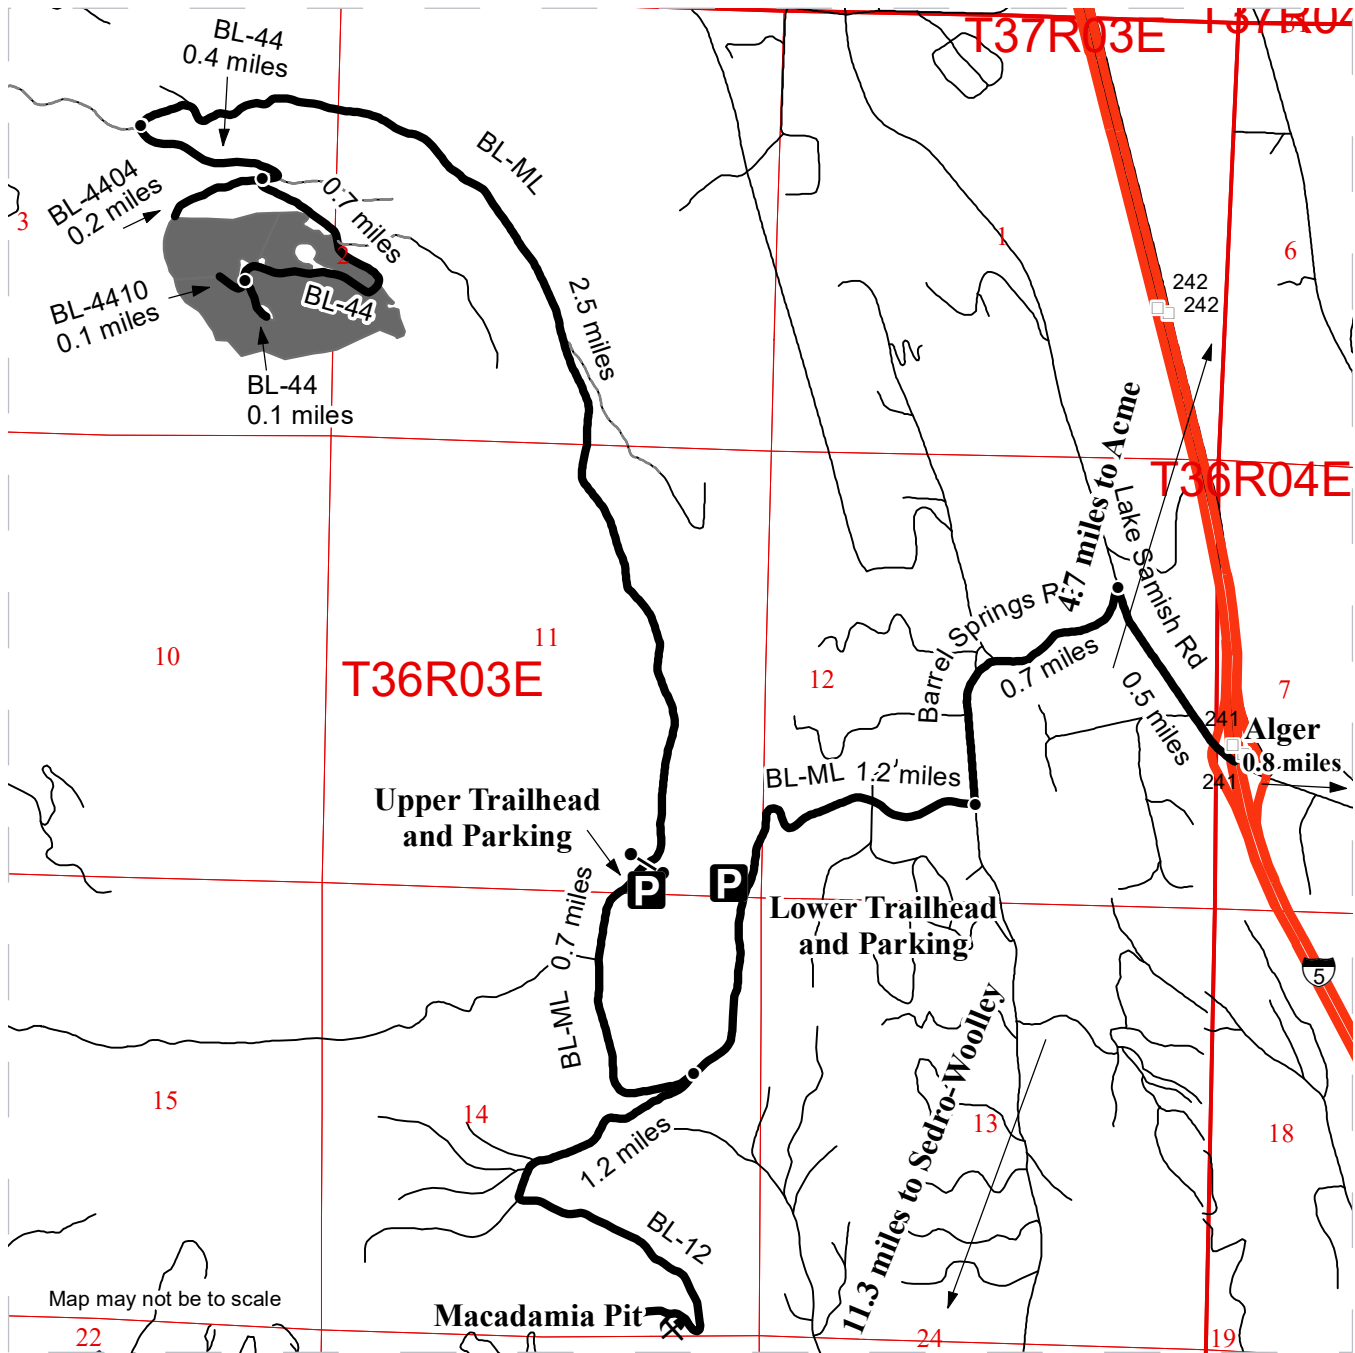 BL-44
0.4 miles
T37R03E
T37R04
31
BL-ML
BL-4404
0.2 miles
0.7 miles
3
2
1
6
BL-4410
0.1 miles
BL-44
242
242
2.5 miles
BL-44
0.1 miles
4.7 miles to Acme
T36R04E
Lake Samish Rd
Barrel Springs R
10
11
T36R03E
12
0.7 miles
0.5 miles
7
241
Alger
0.8 miles
241
BL-ML 1.2 miles
Upper Trailhead
and Parking
P
P
Lower Trailhead
and Parking
BL-ML 0.7 miles
5
11.3 miles to Sedro-Woolley
15
14
13
18
1.2 miles
BL-12
Map may not be to scale
Macadamia Pit
22
24
19